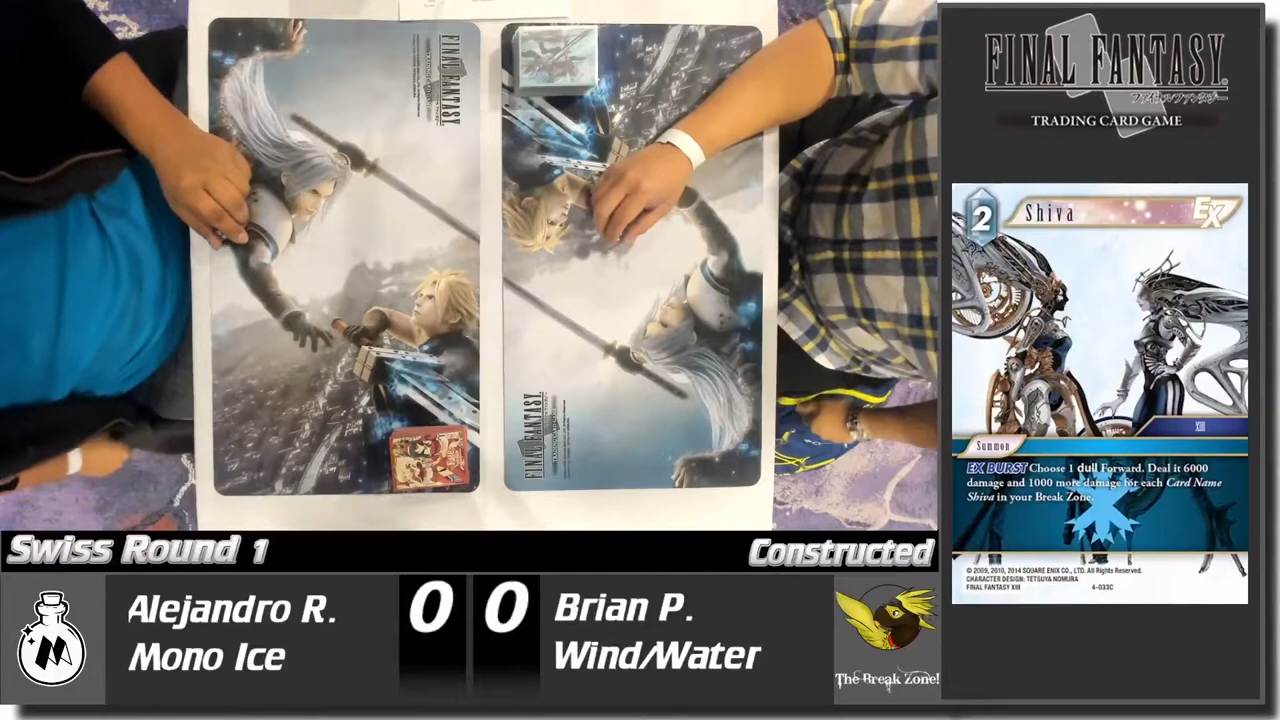 FINAL FANTASY
TRADING CARD GAME
FINAL FANTASY
FINAL FANTASY
ファイナルファンタジー
TRADING CARD GAME
2
Shiva
EX
XIII
Summon
EX BURST Choose 1 dull Forward. Deal it 6000
damage and 1000 more damage for each Card Name
Shiva in your Break Zone.
© 2009, 2010, 2014 SQUARE ENIX CO., LTD. All Rights Reserved.
CHARACTER DESIGN: TETSUYA NOMURA
FINAL FANTASY XIII
4-033C
Swiss Round 1
Constructed
Alejandro R.
Mono Ice
0
0
Brian P.
Wind/Water
M
The Break Zone!